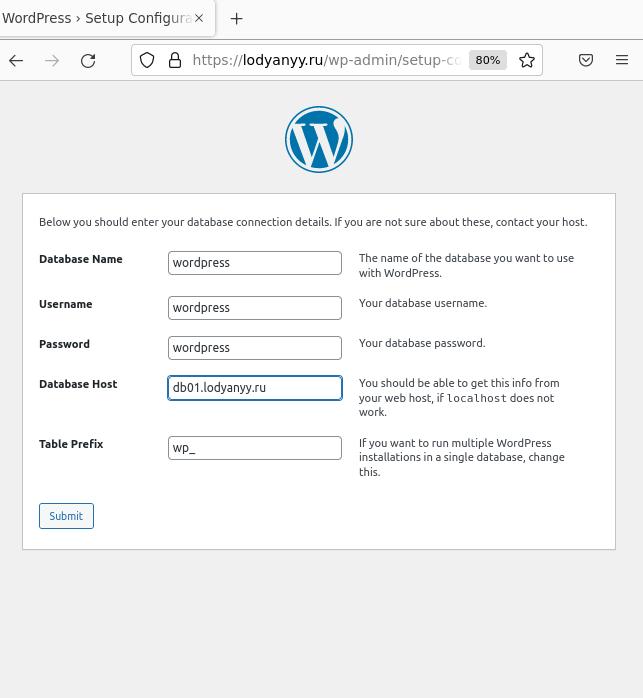 WordPress › Setup Configura
https://lodyanyy.ru/wp-admin/setup-co
80%
Below you should enter your database connection details. If you are not sure about these, contact your host.
Database Name
wordpress
The name of the database you want to use
with WordPress.
Username
wordpress
Your database username.
Password
wordpress
Your database password.
Database Host
db01.lodyanyy.ru
You should be able to get this info from
your web host, if localhost does not
work.
Table Prefix
wp_
If you want to run multiple WordPress
installations in a single database, change
this.
Submit